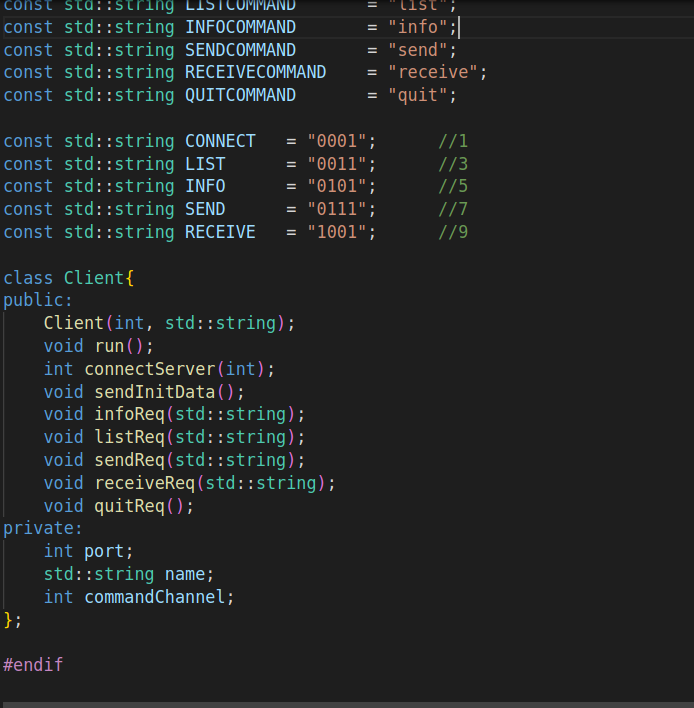 const std::string LISTCOMMAND       = "list";
const std::string INFOCOMMAND       = "info";
const std::string SENDCOMMAND       = "send";
const std::string RECEIVECOMMAND    = "receive";
const std::string QUITCOMMAND       = "quit";
const std::string CONNECT   = "0001";      //1
const std::string LIST      = "0011";      //3
const std::string INFO      = "0101";      //5
const std::string SEND      = "0111";      //7
const std::string RECEIVE   = "1001";      //9
class Client{
public:
    Client(int, std::string);
    void run();
    int connectServer(int);
    void sendInitData();
    void infoReq(std::string);
    void listReq(std::string);
    void sendReq(std::string);
    void receiveReq(std::string);
    void quitReq();
private:
    int port;
    std::string name;
    int commandChannel;
};
#endif